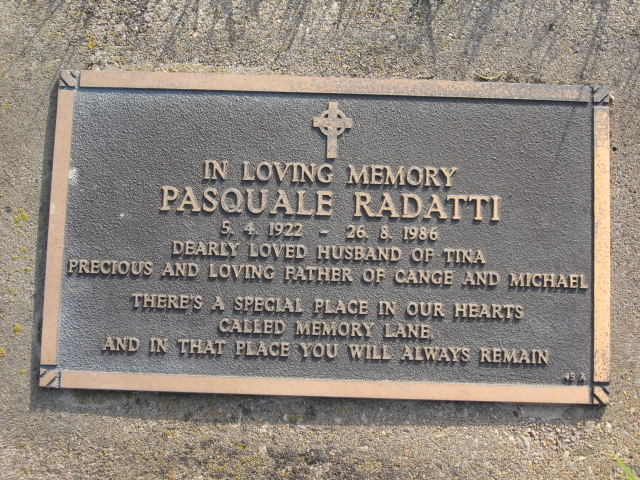 IN LOVING MEMORY
PASQUALE RADATTI
5. 4. 1922 - 26. 8. 1986
DEARLY LOVED HUSBAND OF TINA
PRECIOUS AND LOVING FATHER OF CANGE AND MICHAEL
THERE'S A SPECIAL PLACE IN OUR HEARTS
CALLED MEMORY LANE,
AND IN THAT PLACE YOU WILL ALWAYS REMAIN